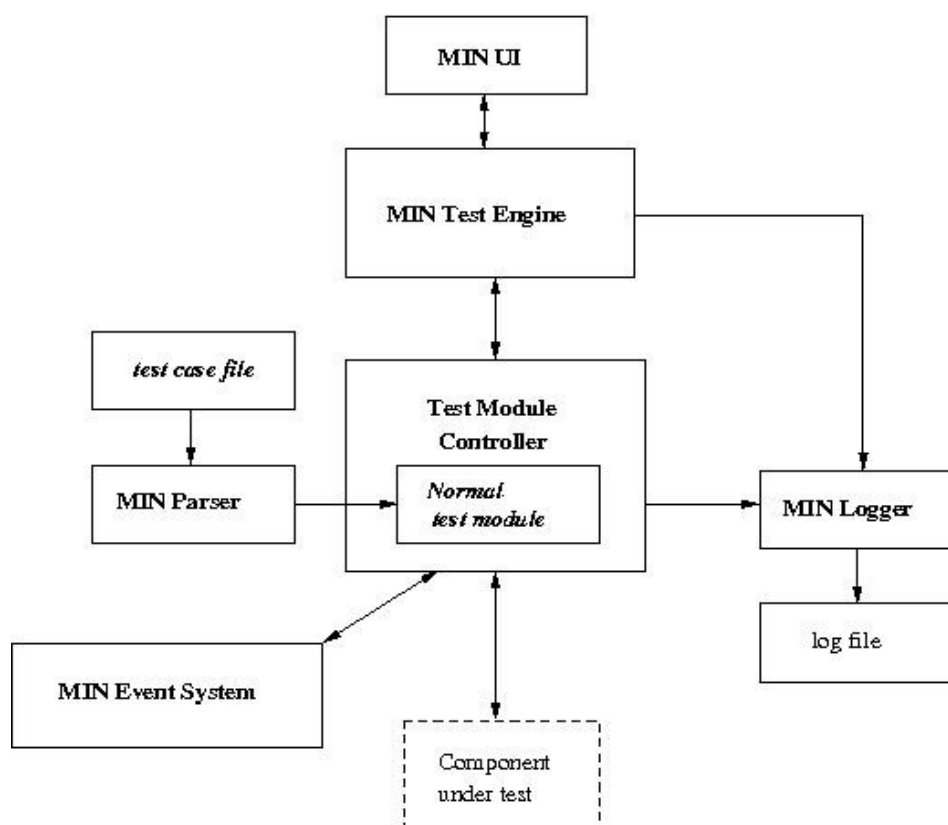 MIN UI
MIN Test Engine
test case file
Test Module
Controller
MIN Parser
Normal
test module
MIN Logger
log file
MIN Event System
Component
under test